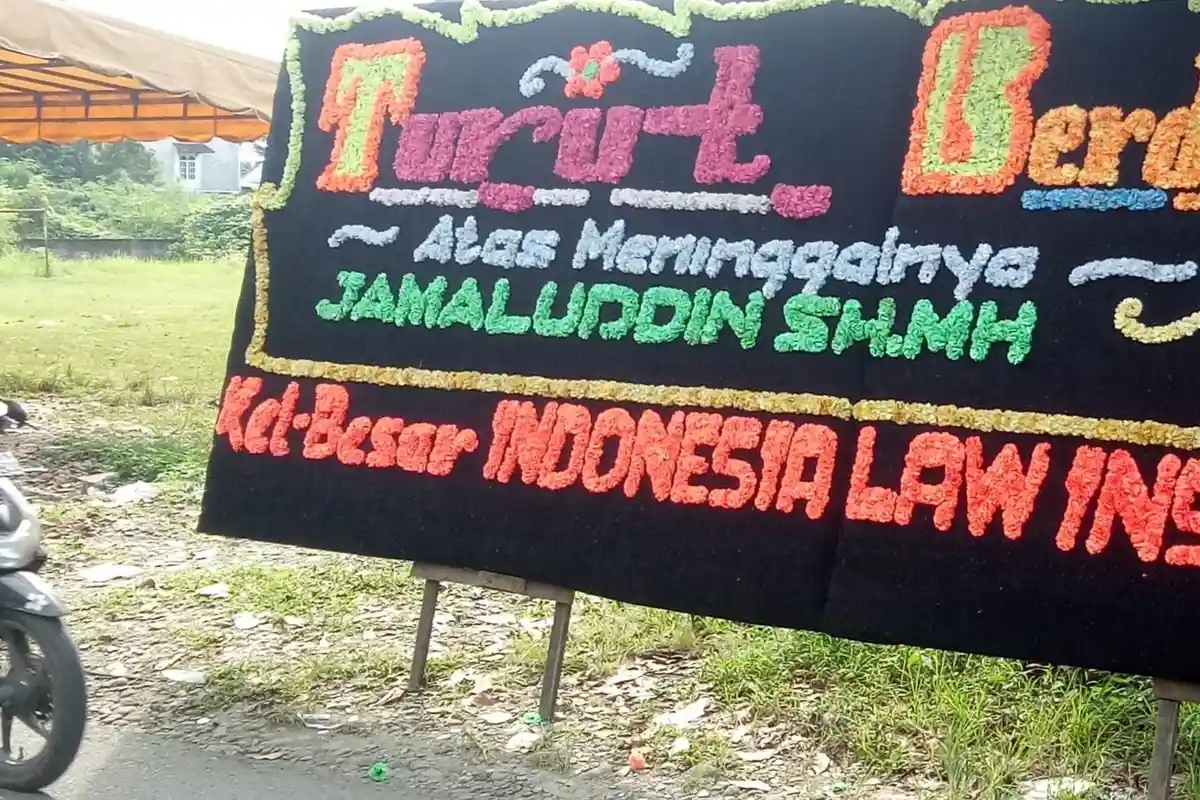 Turut Berd
Atas Meninggalnya
JAMALUDDIN SH.MH
Kel-Besar INDONESIA LAW INS